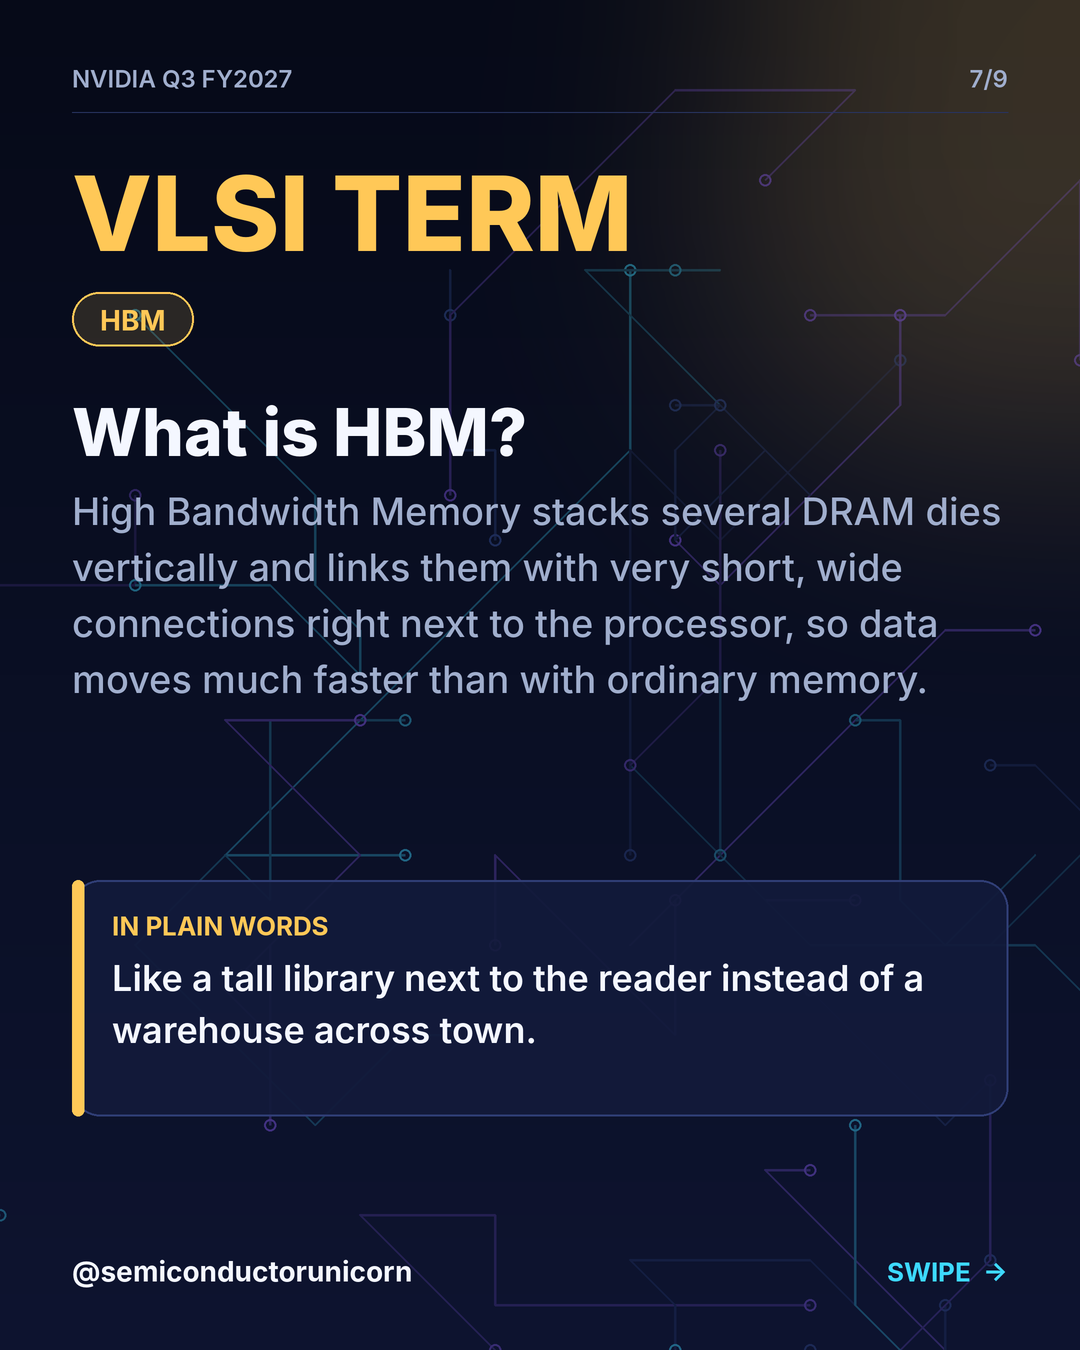 NVIDIA Q3 FY2027
7/9
VLSI TERM
HBM
What is HBM?
High Bandwidth Memory stacks several DRAM dies
vertically and links them with very short, wide
connections right next to the processor, so data
moves much faster than with ordinary memory.
IN PLAIN WORDS
Like a tall library next to the reader instead of a
warehouse across town.
@semiconductorunicorn
SWIPE →